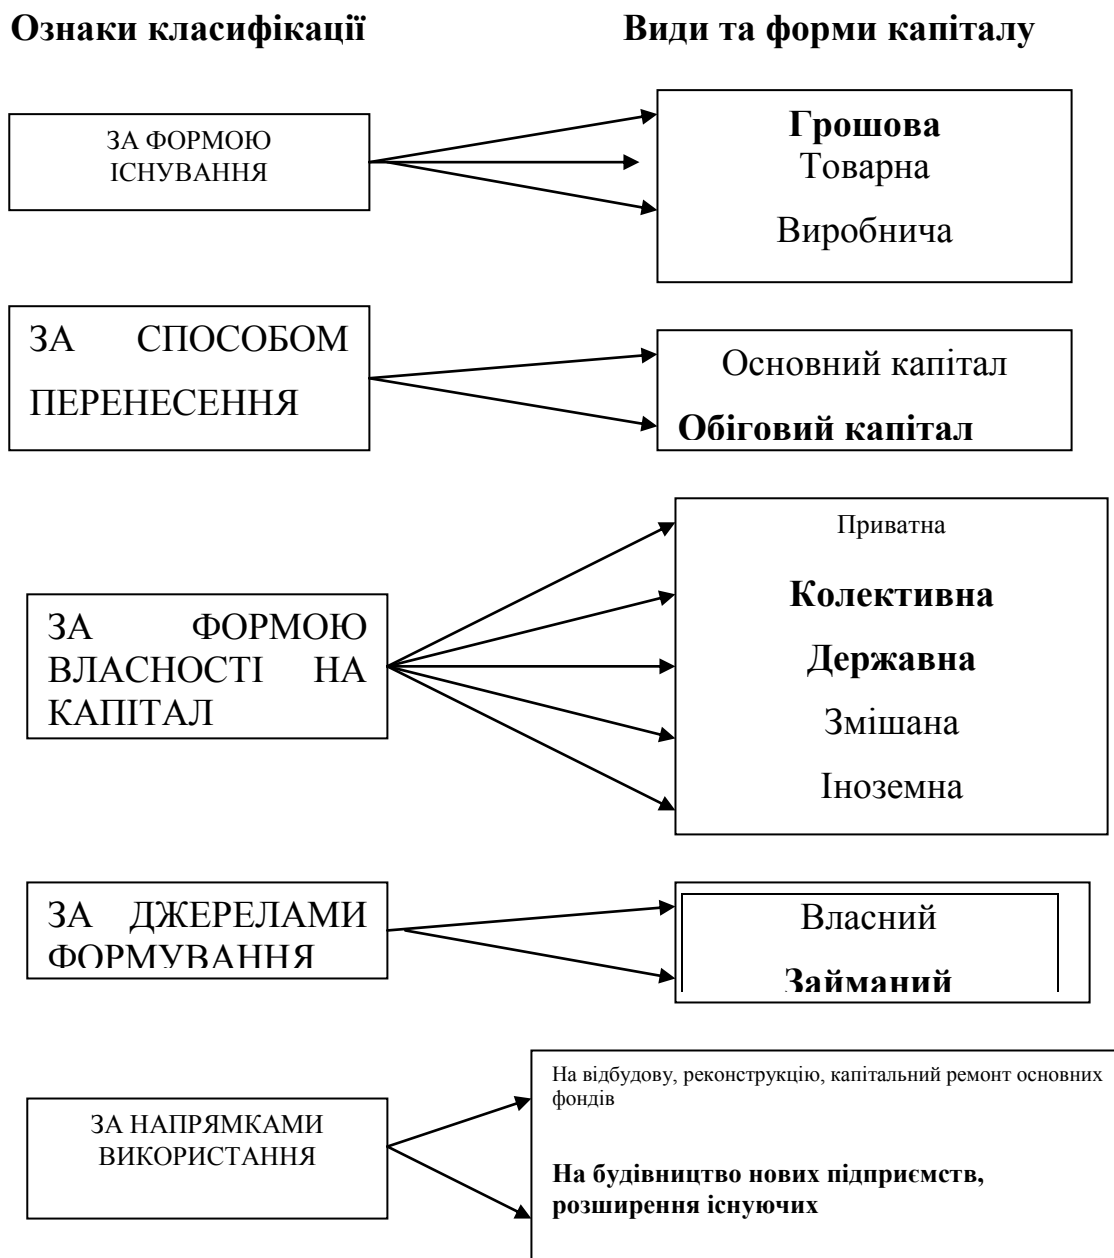 Ознаки класифікації
Види та форми капіталу
ЗА ФОРМОЮ
ІСНУВАННЯ
Грошова
Товарна
Виробнича
ЗА СПОСОБОМ
ПЕРЕНЕСЕННЯ
Основний капітал
Обіговий капітал
ЗА ФОРМОЮ
ВЛАСНОСТІ НА
КАПІТАЛ
Приватна
Колективна
Державна
Змішана
Іноземна
ЗА ДЖЕРЕЛАМИ
ФОРМУВАННЯ
Власний
Займаний
ЗА НАПРЯМКАМИ
ВИКОРИСТАННЯ
На відбудову, реконструкцію, капітальний ремонт основних
фондів
На будівництво нових підприємств,
розширення існуючих